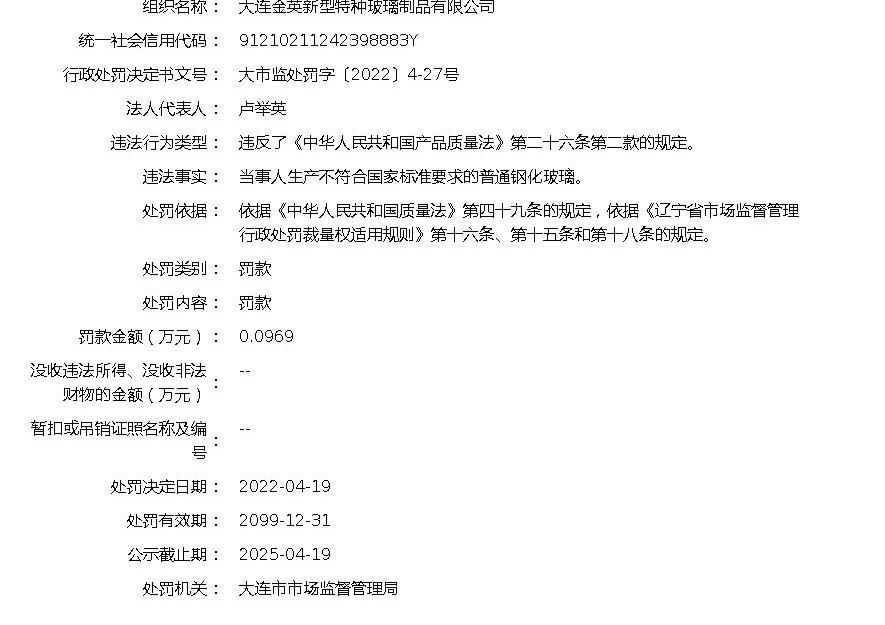 组织名称： 大连金英新型特种玻璃制品有限公司
统一社会信用代码： 91210211242398883Y
行政处罚决定书文号： 大市监处罚字〔2022〕4-27号
法人代表人： 卢举英
违法行为类型： 违反了《中华人民共和国产品质量法》第二十六条第二款的规定。
违法事实： 当事人生产不符合国家标准要求的普通钢化玻璃。
处罚依据： 依据《中华人民共和国质量法》第四十九条的规定，依据《辽宁省市场监督管理
行政处罚裁量权适用规则》第十六条、第十五条和第十八条的规定。
处罚类别： 罚款
处罚内容： 罚款
罚款金额（万元）： 0.0969
没收违法所得、没收非法
财物的金额（万元）： --
暂扣或吊销证照名称及编
号： --
处罚决定日期： 2022-04-19
处罚有效期： 2099-12-31
公示截止期： 2025-04-19
处罚机关： 大连市市场监督管理局